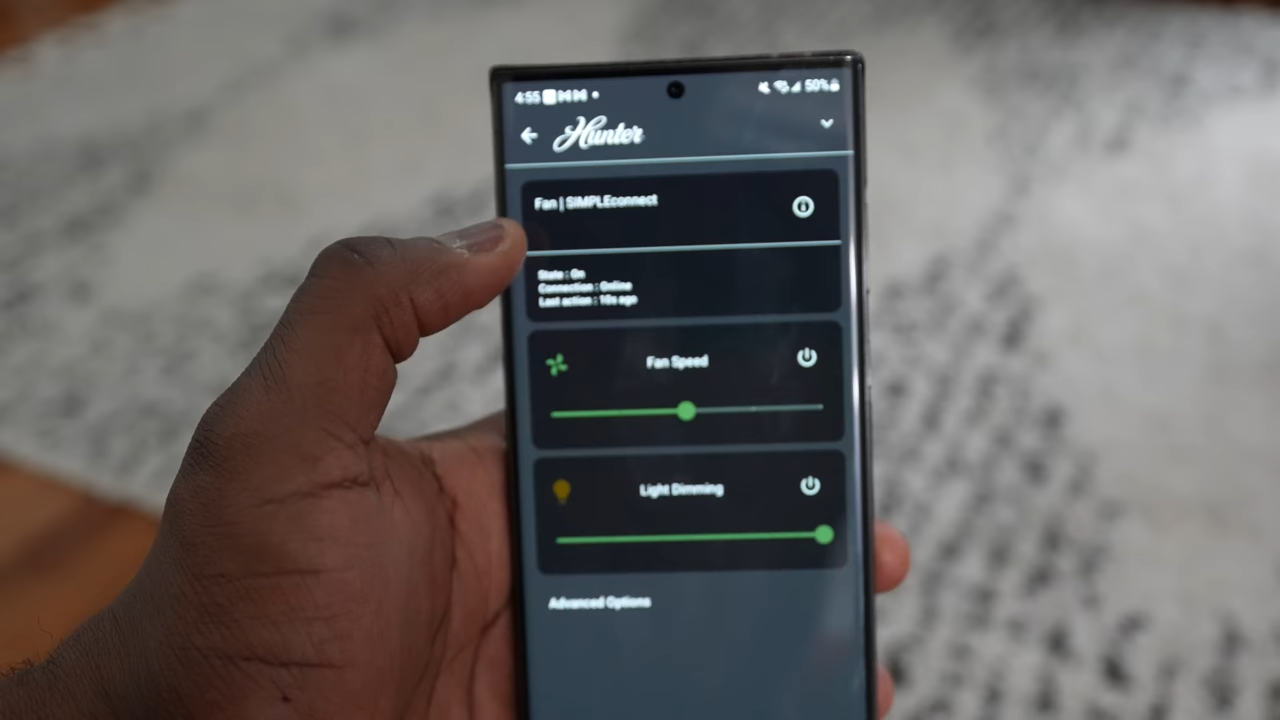 4:55
50%
Hunter
Fan | SIMPLEconnect
State : On
Connection : Online
Last action : 10s ago
Fan Speed
Light Dimming
Advanced Options